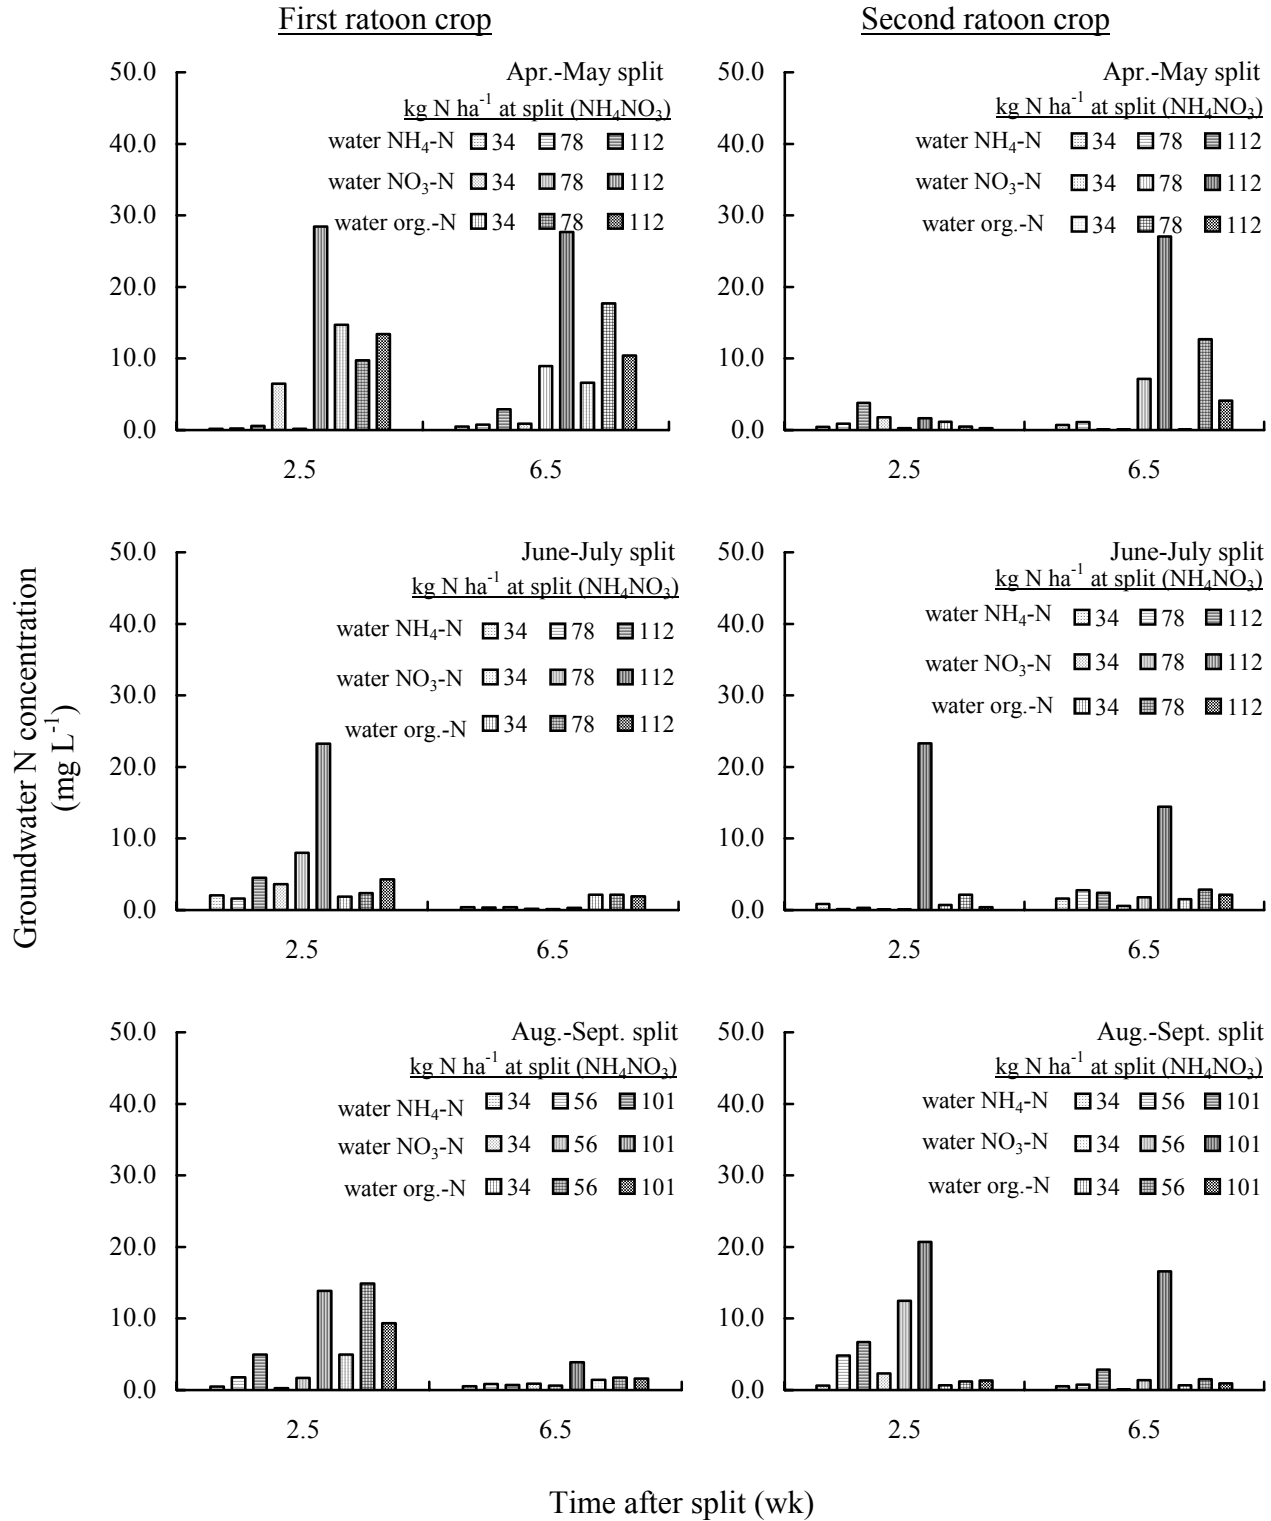 First ratoon crop
Second ratoon crop
Apr.-May split
kg N ha⁻¹ at split (NH₄NO₃)
water NH₄-N 34 78 112
water NO₃-N 34 78 112
water org.-N 34 78 112
50.0
40.0
30.0
20.0
10.0
0.0
2.5 6.5
Apr.-May split
kg N ha⁻¹ at split (NH₄NO₃)
water NH₄-N 34 78 112
water NO₃-N 34 78 112
water org.-N 34 78 112
50.0
40.0
30.0
20.0
10.0
0.0
2.5 6.5
June-July split
kg N ha⁻¹ at split (NH₄NO₃)
water NH₄-N 34 78 112
water NO₃-N 34 78 112
water org.-N 34 78 112
50.0
40.0
30.0
20.0
10.0
0.0
2.5 6.5
June-July split
kg N ha⁻¹ at split (NH₄NO₃)
water NH₄-N 34 78 112
water NO₃-N 34 78 112
water org.-N 34 78 112
50.0
40.0
30.0
20.0
10.0
0.0
2.5 6.5
Groundwater N concentration
(mg L⁻¹)
Aug.-Sept. split
kg N ha⁻¹ at split (NH₄NO₃)
water NH₄-N 34 56 101
water NO₃-N 34 56 101
water org.-N 34 56 101
50.0
40.0
30.0
20.0
10.0
0.0
2.5 6.5
Aug.-Sept. split
kg N ha⁻¹ at split (NH₄NO₃)
water NH₄-N 34 56 101
water NO₃-N 34 56 101
water org.-N 34 56 101
50.0
40.0
30.0
20.0
10.0
0.0
2.5 6.5
Time after split (wk)